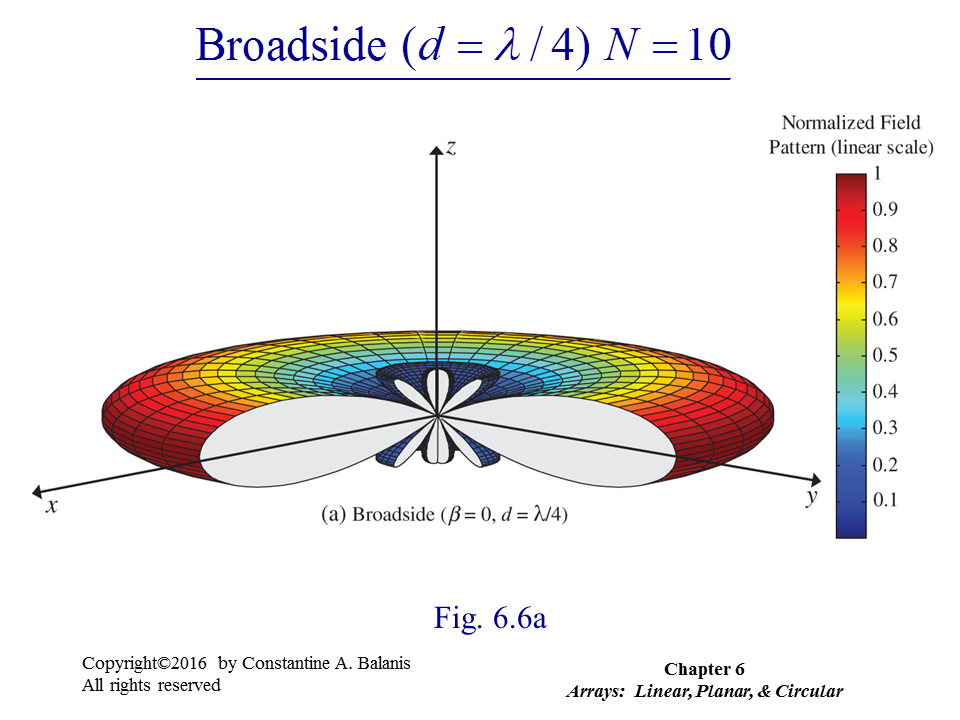 Broadside (d = λ / 4) N = 10
Normalized Field
Pattern (linear scale)
z
1
0.9
0.8
0.7
0.6
0.5
0.4
0.3
0.2
0.1
x
y
(a) Broadside (β = 0, d = λ/4)
Fig. 6.6a
Copyright©2016 by Constantine A. Balanis
All rights reserved
Chapter 6
Arrays: Linear, Planar, & Circular